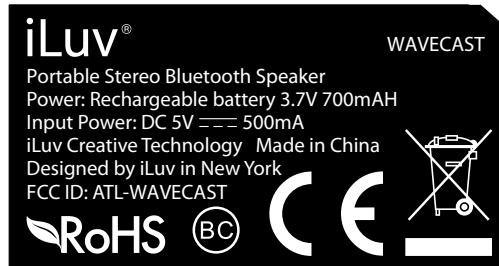 iLuv®
WAVECAST
Portable Stereo Bluetooth Speaker
Power: Rechargeable battery 3.7V 700mAH
Input Power: DC 5V ⎓ 500mA
iLuv Creative Technology Made in China
Designed by iLuv in New York
FCC ID: ATL-WAVECAST
RoHS BC CE